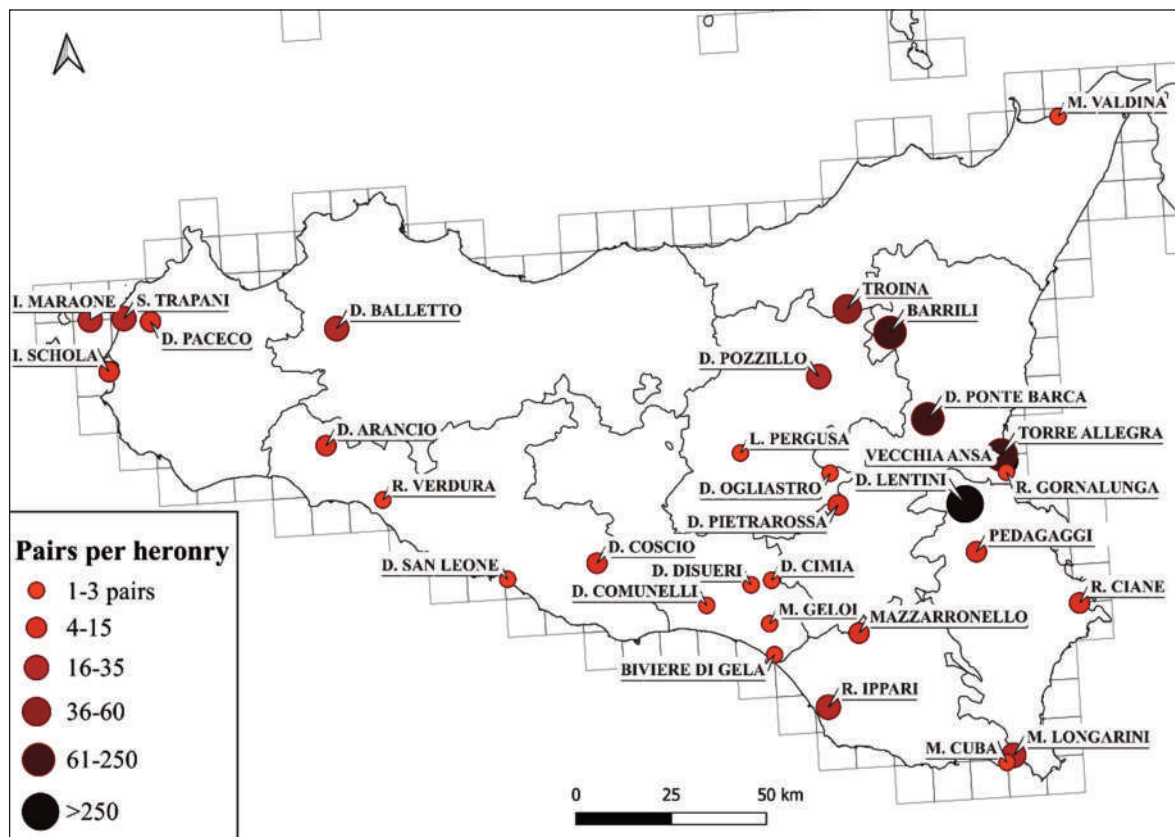 M. VALDINA
I. MARAONE
S. TRAPANI
D. PACECO
I. SCHOLA
D. BALLETTO
TROINA
BARRILI
D. POZZILLO
D. PONTE BARCA
D. ARANCIO
L. PERGUSA
TORRE ALLEGRA
VECCHIA ANSA
R. VERDURA
D. OGLIASTRO
D. LENTINI
R. GORNALUNGA
D. PIETRAROSSA
PEDAGAGGI
D. COSCIO
D. SAN LEONE
D. DISUERI
D. CIMIA
D. COMUNELLI
R. CIANE
M. GELOI
MAZZARRONELLO
BIVIERE DI GELA
R. IPPARI
M. CUBA
M. LONGARINI
Pairs per heronry
1-3 pairs
4-15
16-35
36-60
61-250
>250
0 25 50 km